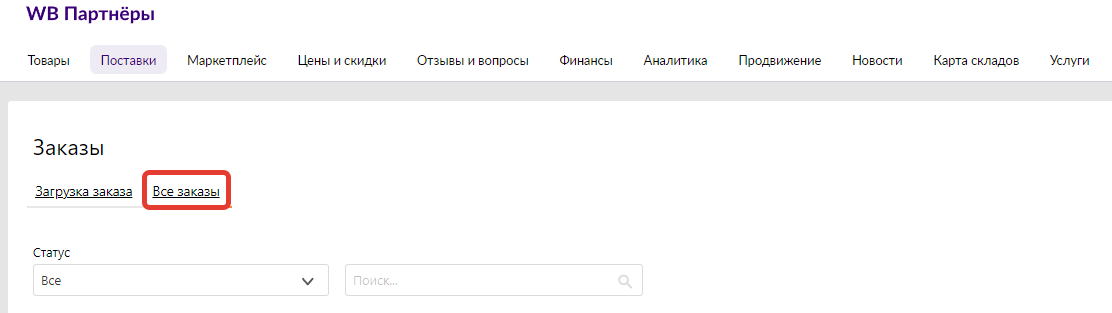 WB Партнёры
Товары Поставки Маркетплейс Цены и скидки Отзывы и вопросы Финансы Аналитика Продвижение Новости Карта складов Услуги
Заказы
Загрузка заказа Все заказы
Статус
Все Поиск...